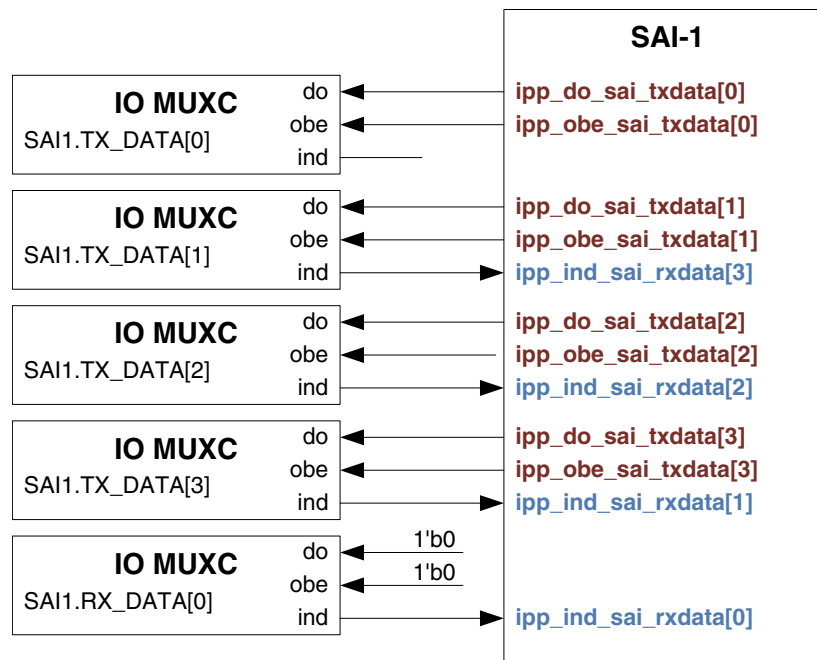 SAI-1
IO MUXC
SAI1.TX_DATA[0]
do
obe
ind
ipp_do_sai_txdata[0]
ipp_obe_sai_txdata[0]
IO MUXC
SAI1.TX_DATA[1]
do
obe
ind
ipp_do_sai_txdata[1]
ipp_obe_sai_txdata[1]
ipp_ind_sai_rxdata[3]
IO MUXC
SAI1.TX_DATA[2]
do
obe
ind
ipp_do_sai_txdata[2]
ipp_obe_sai_txdata[2]
ipp_ind_sai_rxdata[2]
IO MUXC
SAI1.TX_DATA[3]
do
obe
ind
ipp_do_sai_txdata[3]
ipp_obe_sai_txdata[3]
ipp_ind_sai_rxdata[1]
IO MUXC
SAI1.RX_DATA[0]
do
obe
ind
1'b0
1'b0
ipp_ind_sai_rxdata[0]